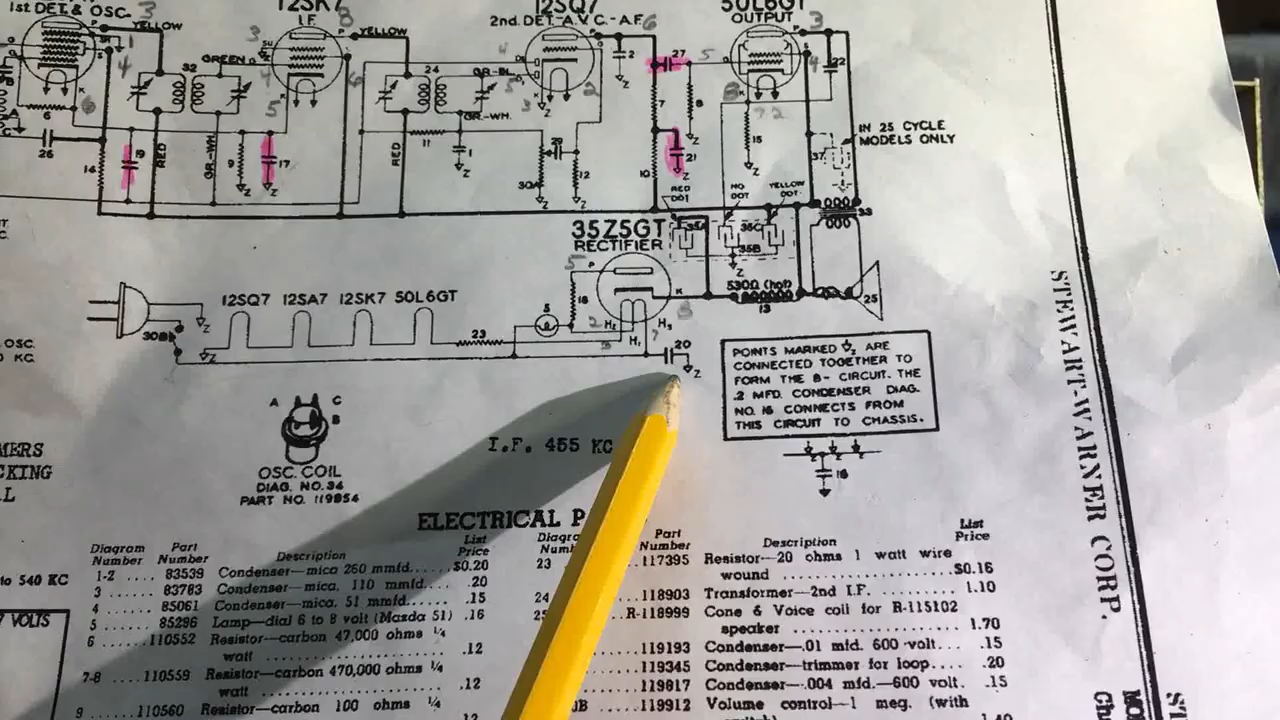 1st DET. & OSC.
12SK7
I.F.
12SQ7
2nd. DET.-A.V.C.-A.F.
50L6GT
OUTPUT
YELLOW
YELLOW
GREEN
GR-BL
GR.-WH.
GR-WH
RED
RED
IN 25 CYCLE
MODELS ONLY
RED
DOT
NO
DOT
YELLOW
DOT
35Z5GT
RECTIFIER
12SQ7 12SA7 12SK7 50L6GT
530Ω (hot)
POINTS MARKED Z ARE
CONNECTED TOGETHER TO
FORM THE B- CIRCUIT. THE
.2 MFD. CONDENSER DIAG.
NO. 16 CONNECTS FROM
THIS CIRCUIT TO CHASSIS.
A C
B
OSC. COIL
DIAG. NO. 34
PART NO. 119854
I.F. 455 KC
STEWART-WARNER CORP.
to 540 KC
VOLTS
ELECTRICAL P
Diagram Number Part Number Description List Price
1-2 .... 83539 Condenser—mica 260 mmfd. $0.20
3 .... 83783 Condenser—mica, 110 mmfd. .20
4 .... 85061 Condenser—mica, 51 mmfd. .15
5 .... 85296 Lamp—dial 6 to 8 volt (Mazda 51) .16
6 .... 110552 Resistor—carbon 47,000 ohms ¼
watt .12
7-8 .... 110559 Resistor—carbon 470,000 ohms ¼
watt .12
9 .... 110560 Resistor—carbon 100 ohms ¼
Part Number Description List Price
23 117395 Resistor—20 ohms 1 watt wire
wound $0.16
24 118903 Transformer—2nd I.F. 1.10
R-118999 Cone & Voice coil for R-115102
speaker 1.70
119193 Condenser—.01 mfd. 600 volt .15
119345 Condenser—trimmer for loop .20
119817 Condenser—.004 mfd.—600 volt. .15
119912 Volume control—1 meg. (with